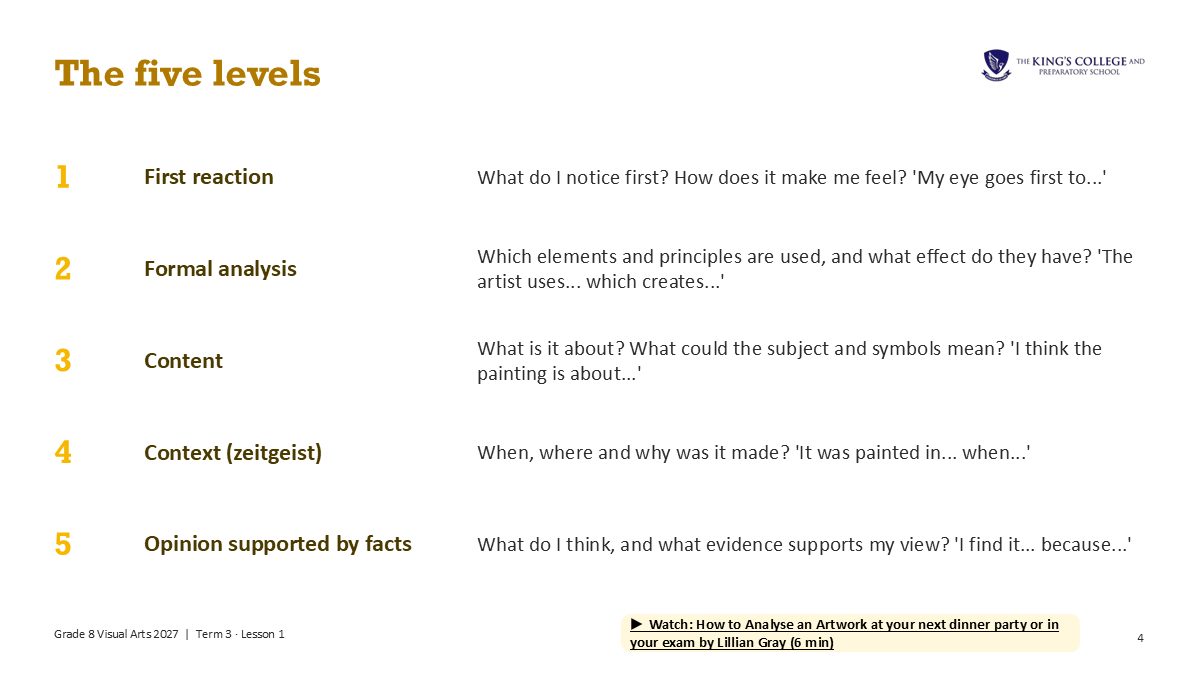 The five levels
THE KING'S COLLEGE AND
PREPARATORY SCHOOL
1
First reaction
What do I notice first? How does it make me feel? 'My eye goes first to...'
2
Formal analysis
Which elements and principles are used, and what effect do they have? 'The
artist uses... which creates...'
3
Content
What is it about? What could the subject and symbols mean? 'I think the
painting is about...'
4
Context (zeitgeist)
When, where and why was it made? 'It was painted in... when...'
5
Opinion supported by facts
What do I think, and what evidence supports my view? 'I find it... because...'
Grade 8 Visual Arts 2027 | Term 3 · Lesson 1
▶ Watch: How to Analyse an Artwork at your next dinner party or in
your exam by Lillian Gray (6 min)
4